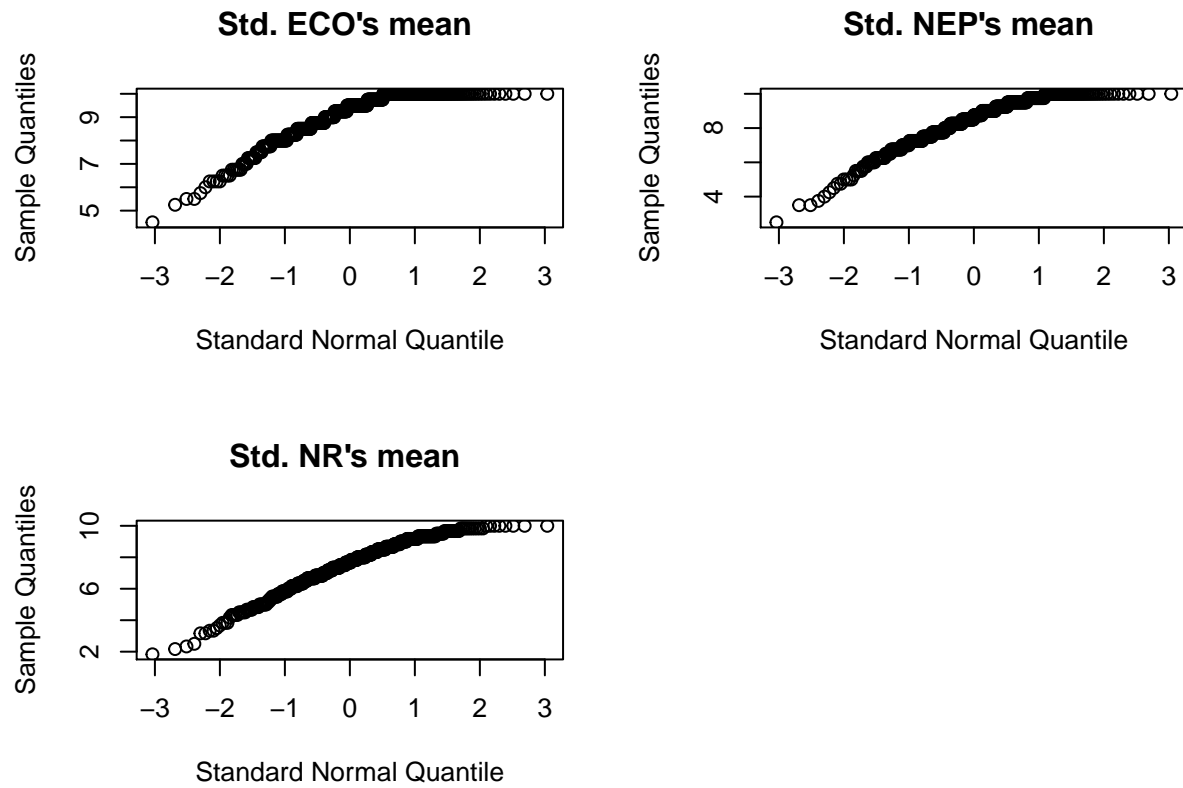 Std. ECO's mean
Sample Quantiles
5 7 9
−3 −2 −1 0 1 2 3
Standard Normal Quantile
Std. NEP's mean
Sample Quantiles
4 8
−3 −2 −1 0 1 2 3
Standard Normal Quantile
Std. NR's mean
Sample Quantiles
2 6 10
−3 −2 −1 0 1 2 3
Standard Normal Quantile